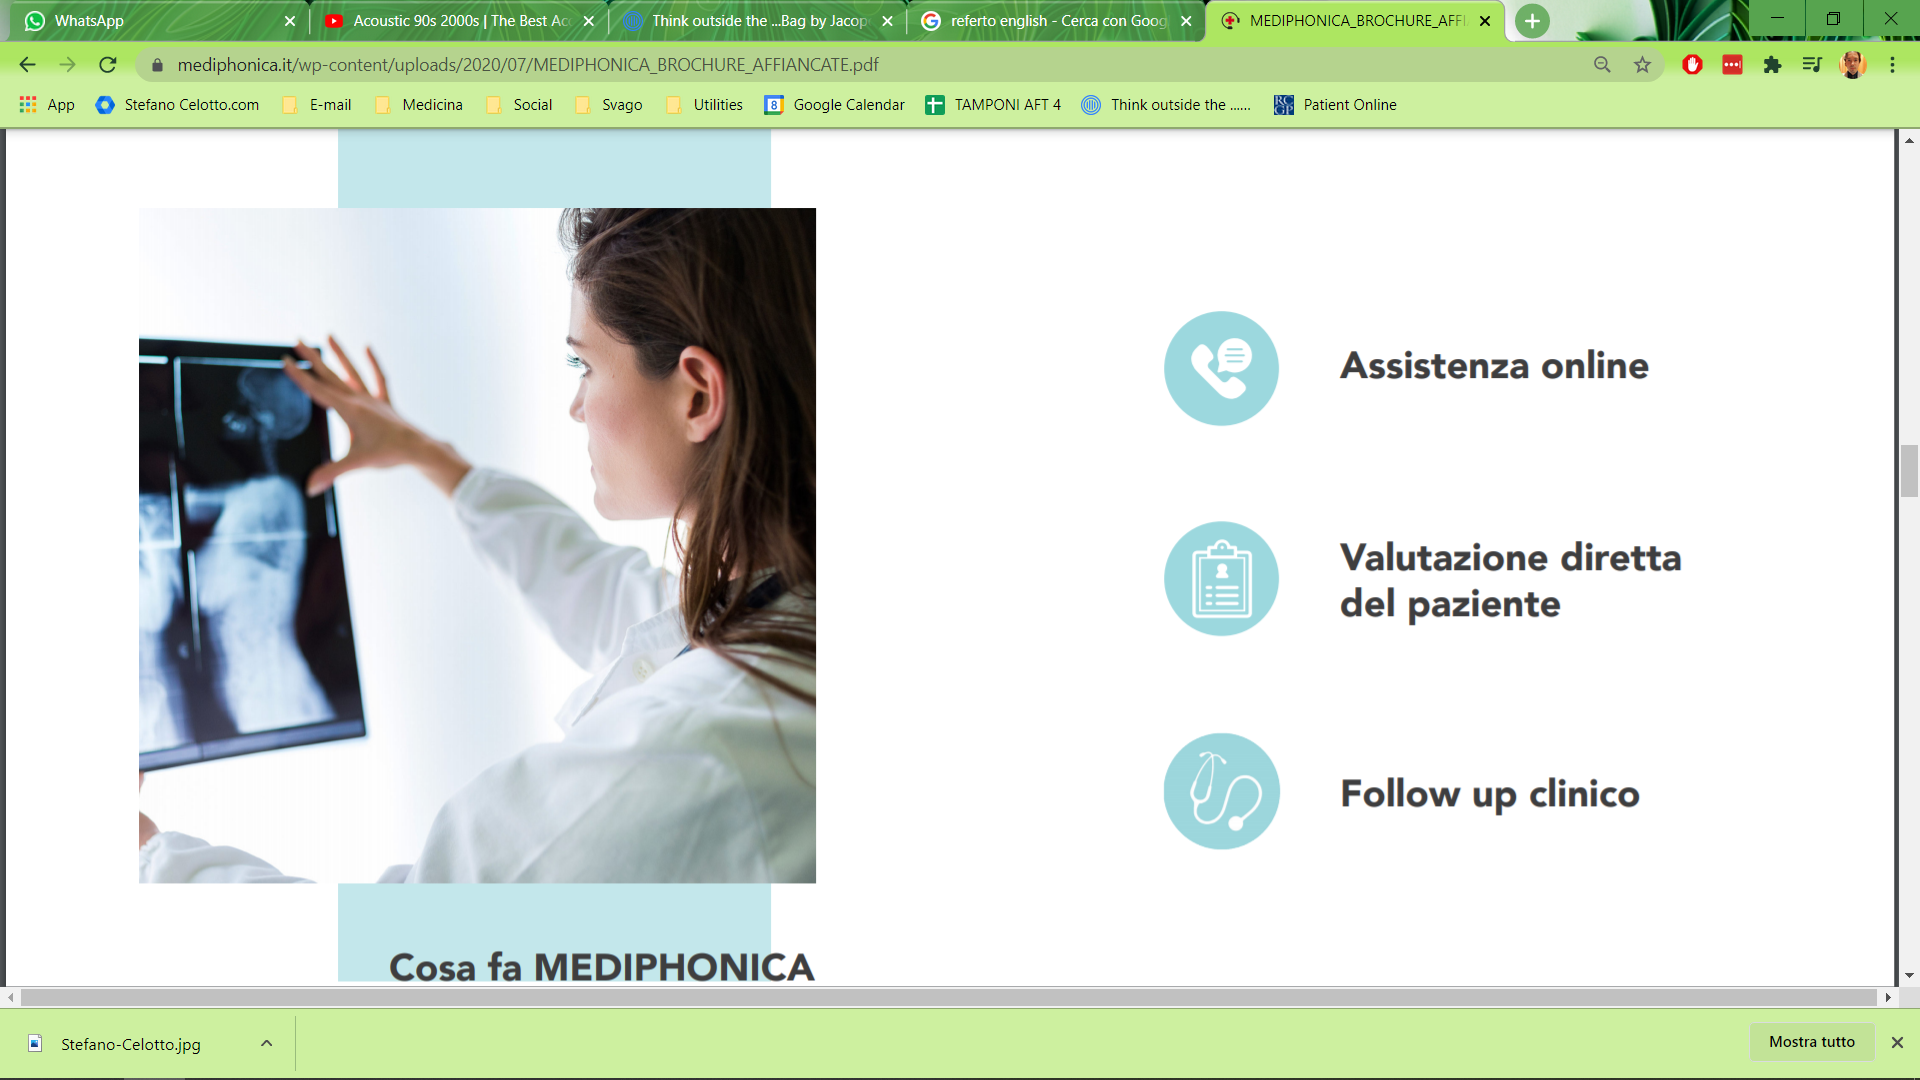 WhatsApp
Acoustic 90s 2000s | The Best Ac
Think outside the ...Bag by Jacop
referto english - Cerca con Goog
MEDIPHONICA_BROCHURE_AFFI
mediphonica.it/wp-content/uploads/2020/07/MEDIPHONICA_BROCHURE_AFFIANCATE.pdf
App
Stefano Celotto.com
E-mail
Medicina
Social
Svago
Utilities
8
Google Calendar
TAMPONI AFT 4
Think outside the ......
RC
GP
Patient Online
Assistenza online
Valutazione diretta
del paziente
Follow up clinico
Cosa fa MEDIPHONICA
Stefano-Celotto.jpg
Mostra tutto